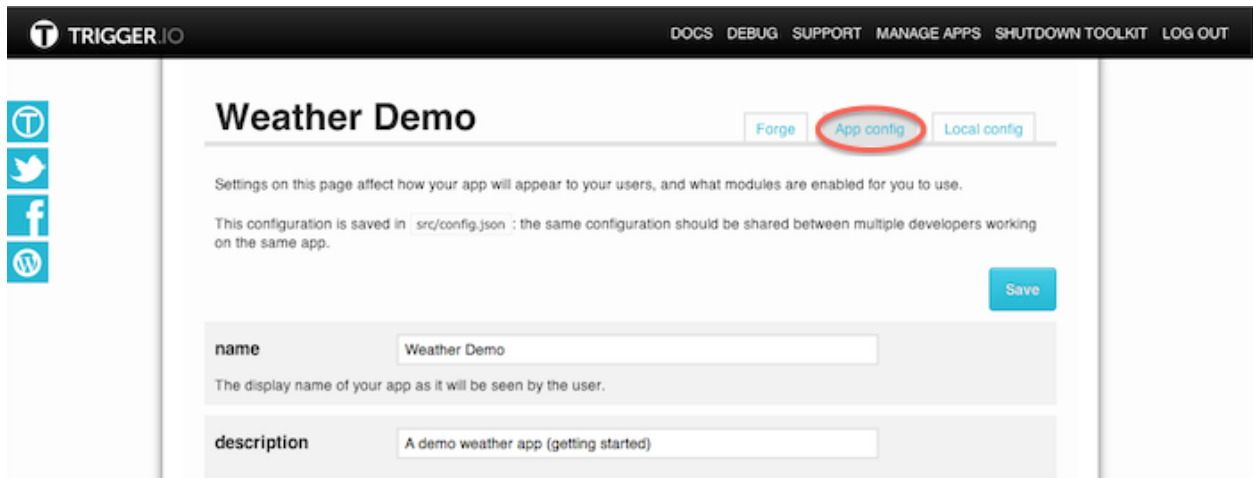 TRIGGER.IO DOCS DEBUG SUPPORT MANAGE APPS SHUTDOWN TOOLKIT LOG OUT
Weather Demo
Forge App config Local config
Settings on this page affect how your app will appear to your users, and what modules are enabled for you to use.
This configuration is saved in src/config.json : the same configuration should be shared between multiple developers working
on the same app.
Save
name Weather Demo
The display name of your app as it will be seen by the user.
description A demo weather app (getting started)